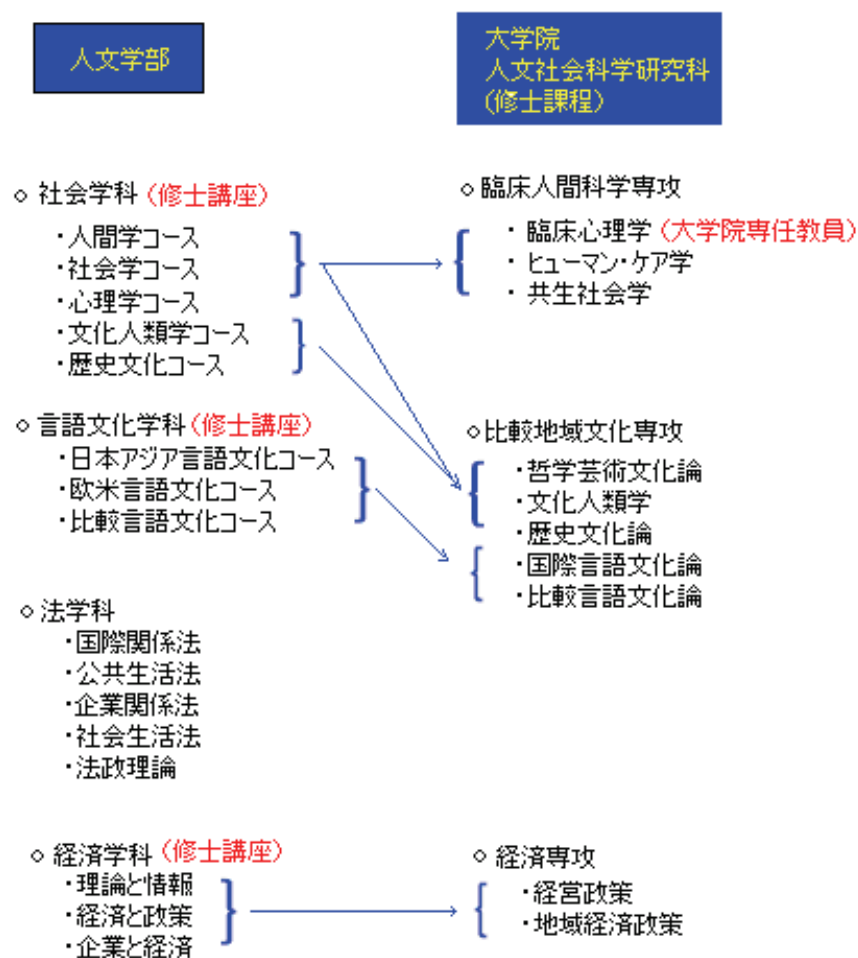 人文学部
大学院
人文社会科学研究科
(修士課程)
○ 社会学科（修士講座）
・人間学コース
・社会学コース
・心理学コース
・文化人類学コース
・歴史文化コース
○ 言語文化学科（修士講座）
・日本アジア言語文化コース
・欧米言語文化コース
・比較言語文化コース
○ 法学科
・国際関係法
・公共生活法
・企業関係法
・社会生活法
・法政理論
○ 経済学科（修士講座）
・理論と情報
・経済と政策
・企業と経済
○ 臨床人間科学専攻
・臨床心理学（大学院専任教員）
・ヒューマン・ケア学
・共生社会学
○比較地域文化専攻
・哲学芸術文化論
・文化人類学
・歴史文化論
・国際言語文化論
・比較言語文化論
○ 経済専攻
・経営政策
・地域経済政策